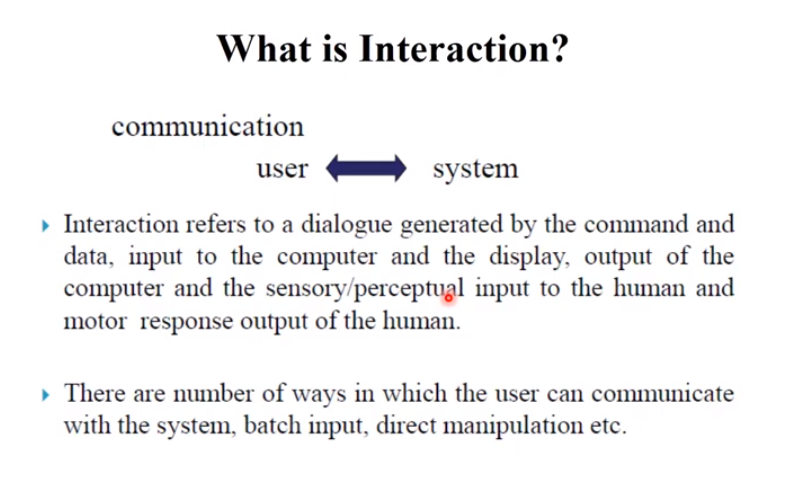 What is Interaction?
communication
user system
Interaction refers to a dialogue generated by the command and
data, input to the computer and the display, output of the
computer and the sensory/perceptual input to the human and
motor response output of the human.
There are number of ways in which the user can communicate
with the system, batch input, direct manipulation etc.